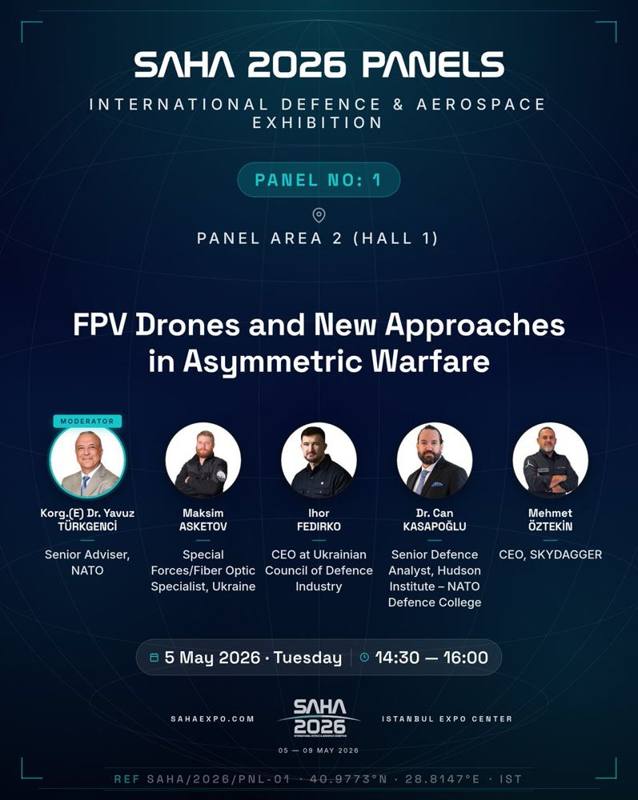 SAHA 2026 PANELS
INTERNATIONAL DEFENCE & AEROSPACE
EXHIBITION
PANEL NO: 1
PANEL AREA 2 (HALL 1)
FPV Drones and New Approaches
in Asymmetric Warfare
MODERATOR
Korg.(E) Dr. Yavuz
TÜRKGENCİ
Senior Adviser,
NATO
Maksim
ASKETOV
Special
Forces/Fiber Optic
Specialist, Ukraine
Ihor
FEDIRKO
CEO at Ukrainian
Council of Defence
Industry
Dr. Can
KASAPOĞLU
Senior Defence
Analyst, Hudson
Institute – NATO
Defence College
Mehmet
ÖZTEKİN
CEO, SKYDAGGER
5 May 2026 · Tuesday
14:30 — 16:00
SAHAEXPO.COM
SAHA
2026
INTERNATIONAL DEFENCE & AEROSPACE EXHIBITION
ISTANBUL EXPO CENTER
05 — 09 MAY 2026
REF SAHA/2026/PNL-01 · 40.9773°N · 28.8147°E · IST